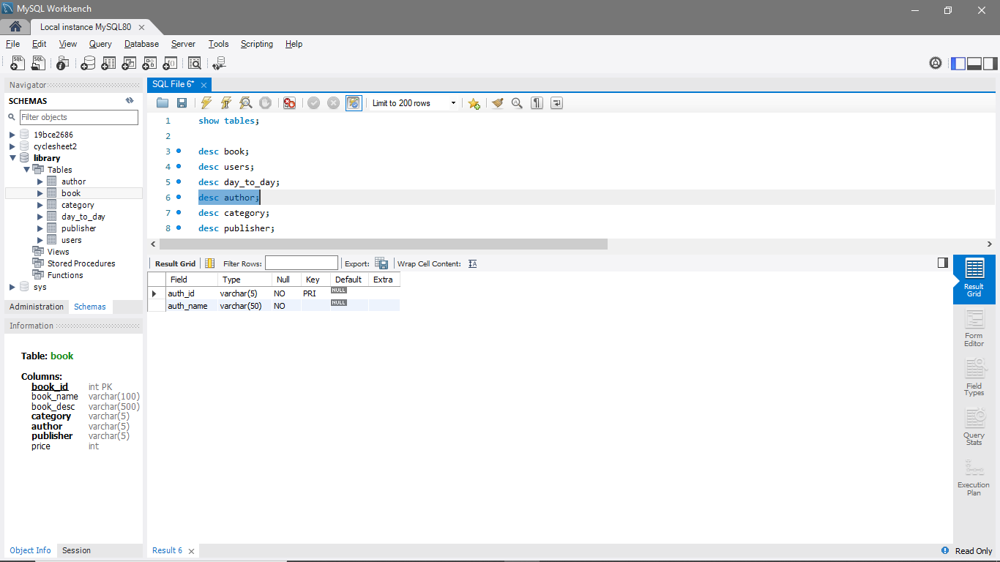 MySQL Workbench
Local instance MySQL80
File Edit View Query Database Server Tools Scripting Help
Navigator
SCHEMAS
Filter objects
19bce2686
cyclesheet2
library
Tables
author
book
category
day_to_day
publisher
users
Views
Stored Procedures
Functions
sys
Administration Schemas
Information
Table: book
Columns:
book_id int PK
book_name varchar(100)
book_desc varchar(500)
category varchar(5)
author varchar(5)
publisher varchar(5)
price int
Object Info Session
SQL File 6*
Limit to 200 rows
1 show tables;
2
3 desc book;
4 desc users;
5 desc day_to_day;
6 desc author;
7 desc category;
8 desc publisher;
Result Grid Filter Rows: Export: Wrap Cell Content:
Field Type Null Key Default Extra
auth_id varchar(5) NO PRI NULL
auth_name varchar(50) NO NULL
Result
Grid
Form
Editor
Field
Types
Query
Stats
Execution
Plan
Result 6
Read Only